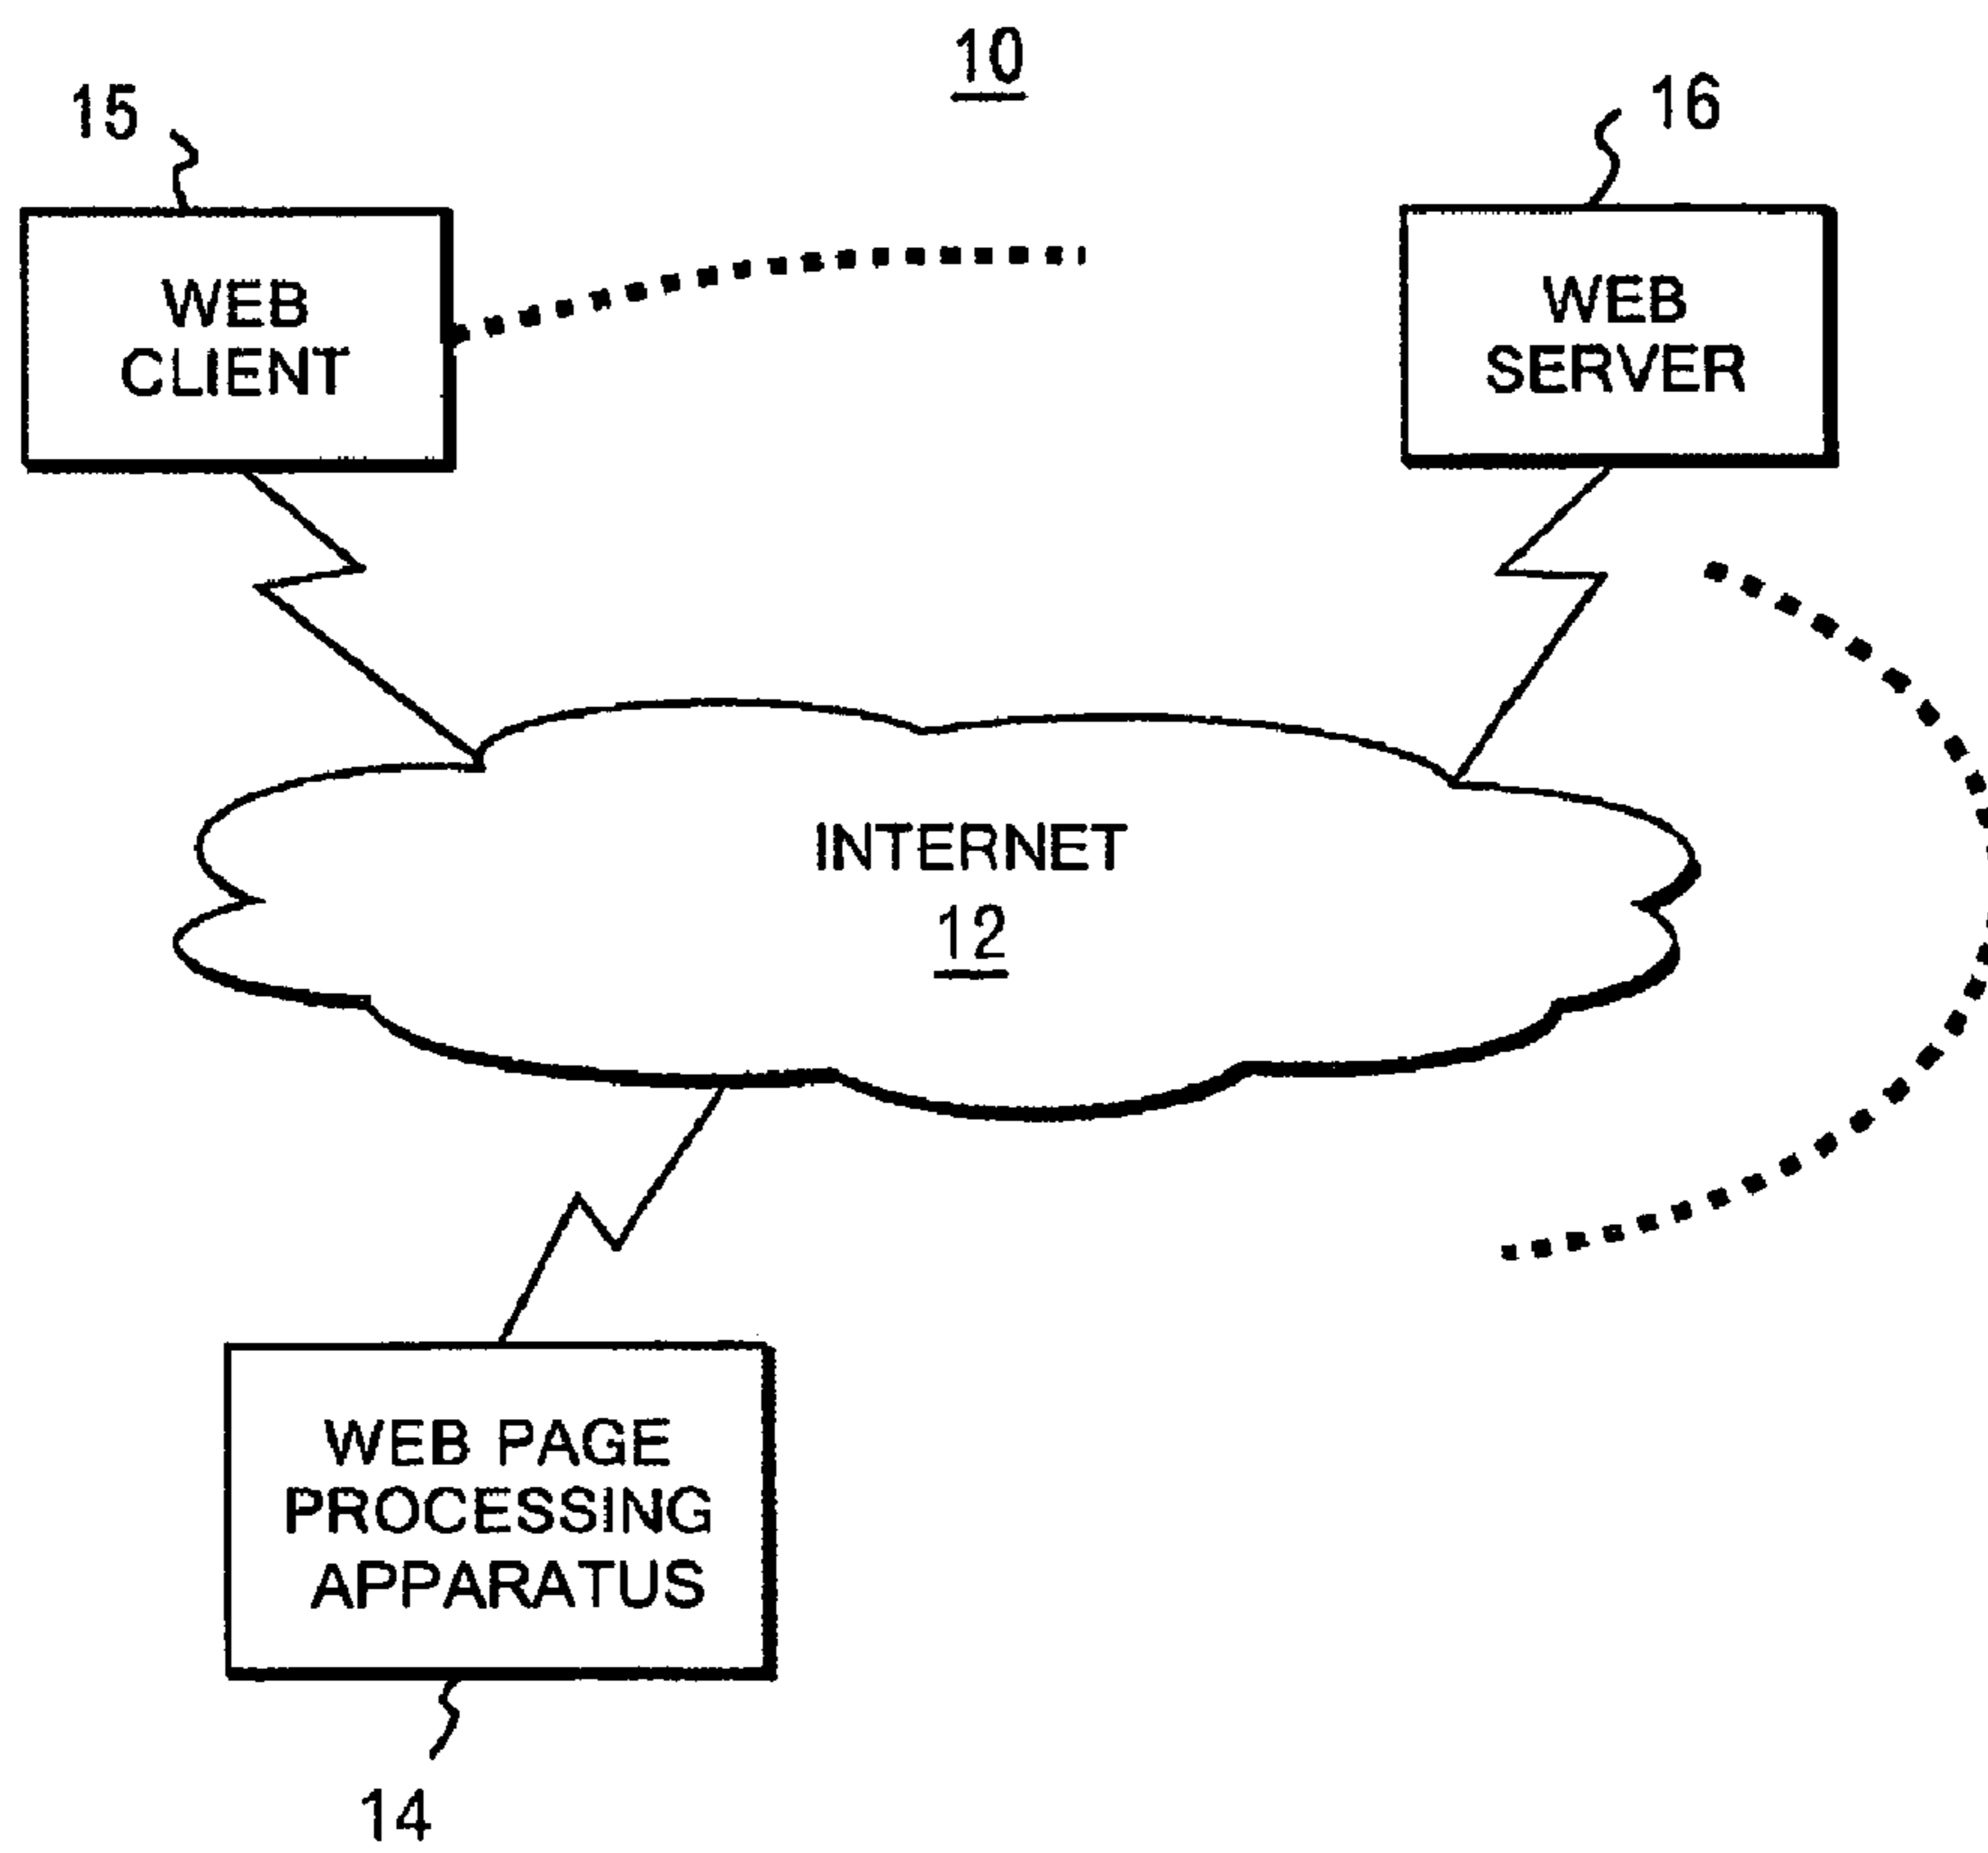 10
15
16
WEB
CLIENT
WEB
SERVER
INTERNET
12
WEB PAGE
PROCESSING
APPARATUS
14